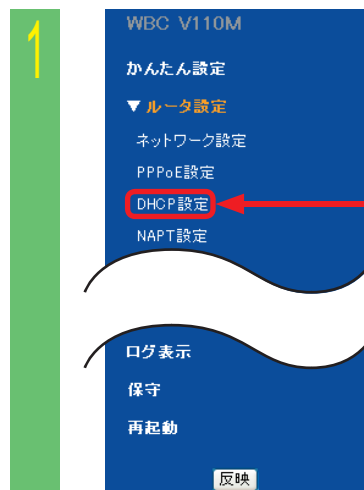 1
WBC V110M
かんたん設定
▼ルータ設定
ネットワーク設定
PPPoE設定
DHCP設定
NAPT設定
ログ表示
保守
再起動
反映